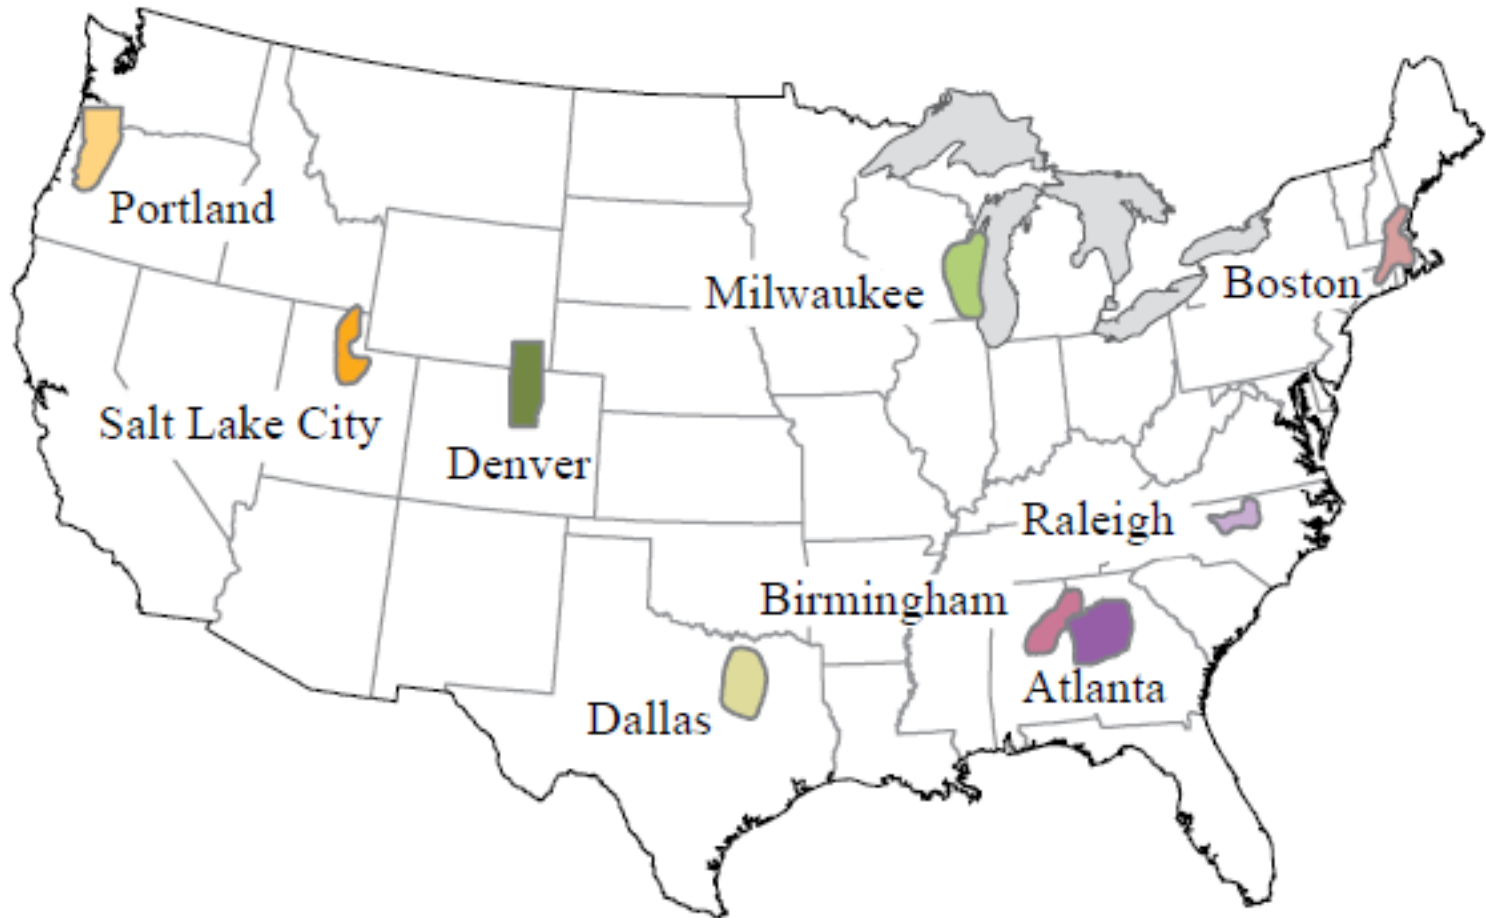 Portland
Boston
Milwaukee
Salt Lake City
Denver
Raleigh
Birmingham
Atlanta
Dallas